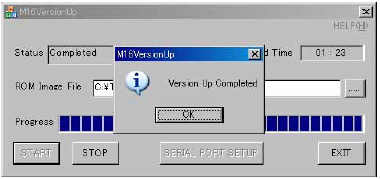 M16VersionUp
HELP(H)
Status Completed d Time 01 : 23
M16VersionUp
Version Up Completed
OK
ROM Image File C:¥T .....
Progress
START STOP SERIAL PORT SETUP EXIT